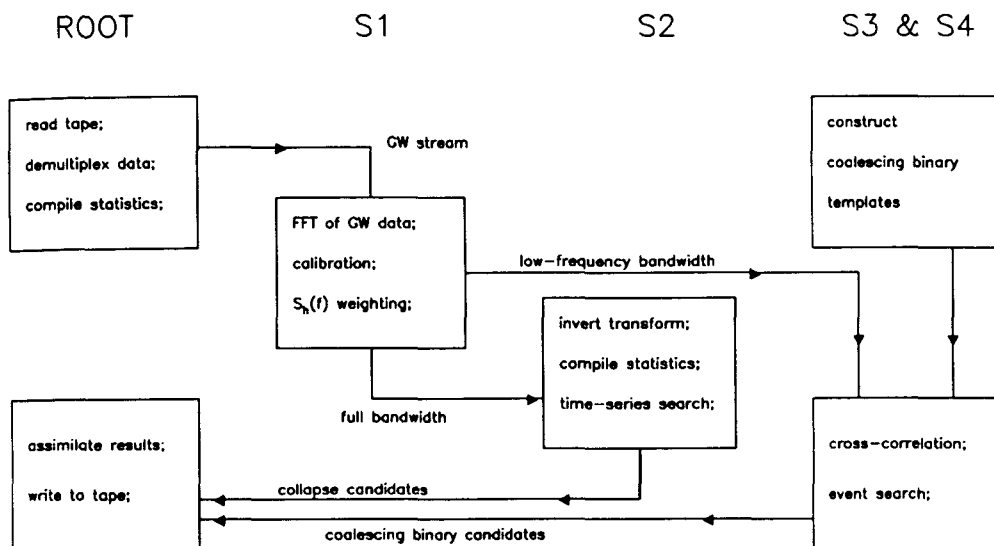 ROOT
S1
S2
S3 & S4
read tape;
demultiplex data;
compile statistics;
GW stream
FFT of GW data;
calibration;
Sₕ(f) weighting;
construct
coalescing binary
templates
low-frequency bandwidth
invert transform;
compile statistics;
time-series search;
full bandwidth
assimilate results;
write to tape;
cross-correlation;
event search;
collapse candidates
coalescing binary candidates